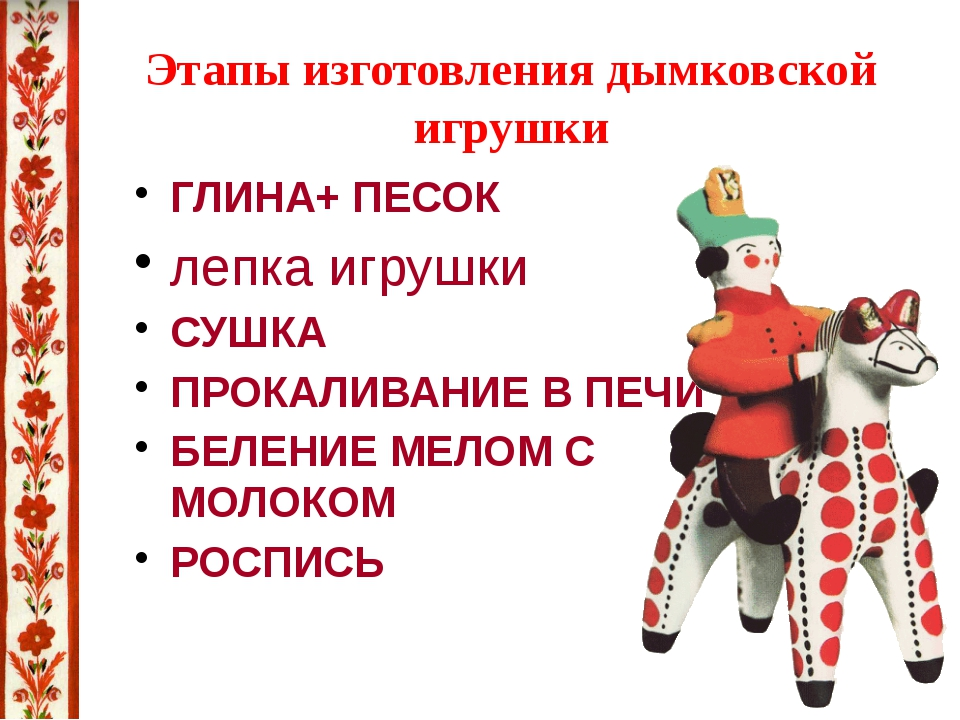 Этапы изготовления дымковской
игрушки
• ГЛИНА+ ПЕСОК
• лепка игрушки
• СУШКА
• ПРОКАЛИВАНИЕ В ПЕЧИ
• БЕЛЕНИЕ МЕЛОМ С
МОЛОКОМ
• РОСПИСЬ